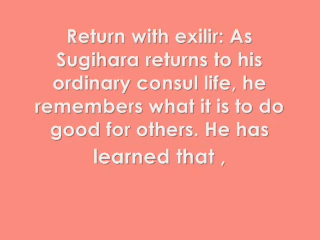 Return with exilir: As
Sugihara returns to his
ordinary consul life, he
remembers what it is to do
good for others. He has
learned that ,